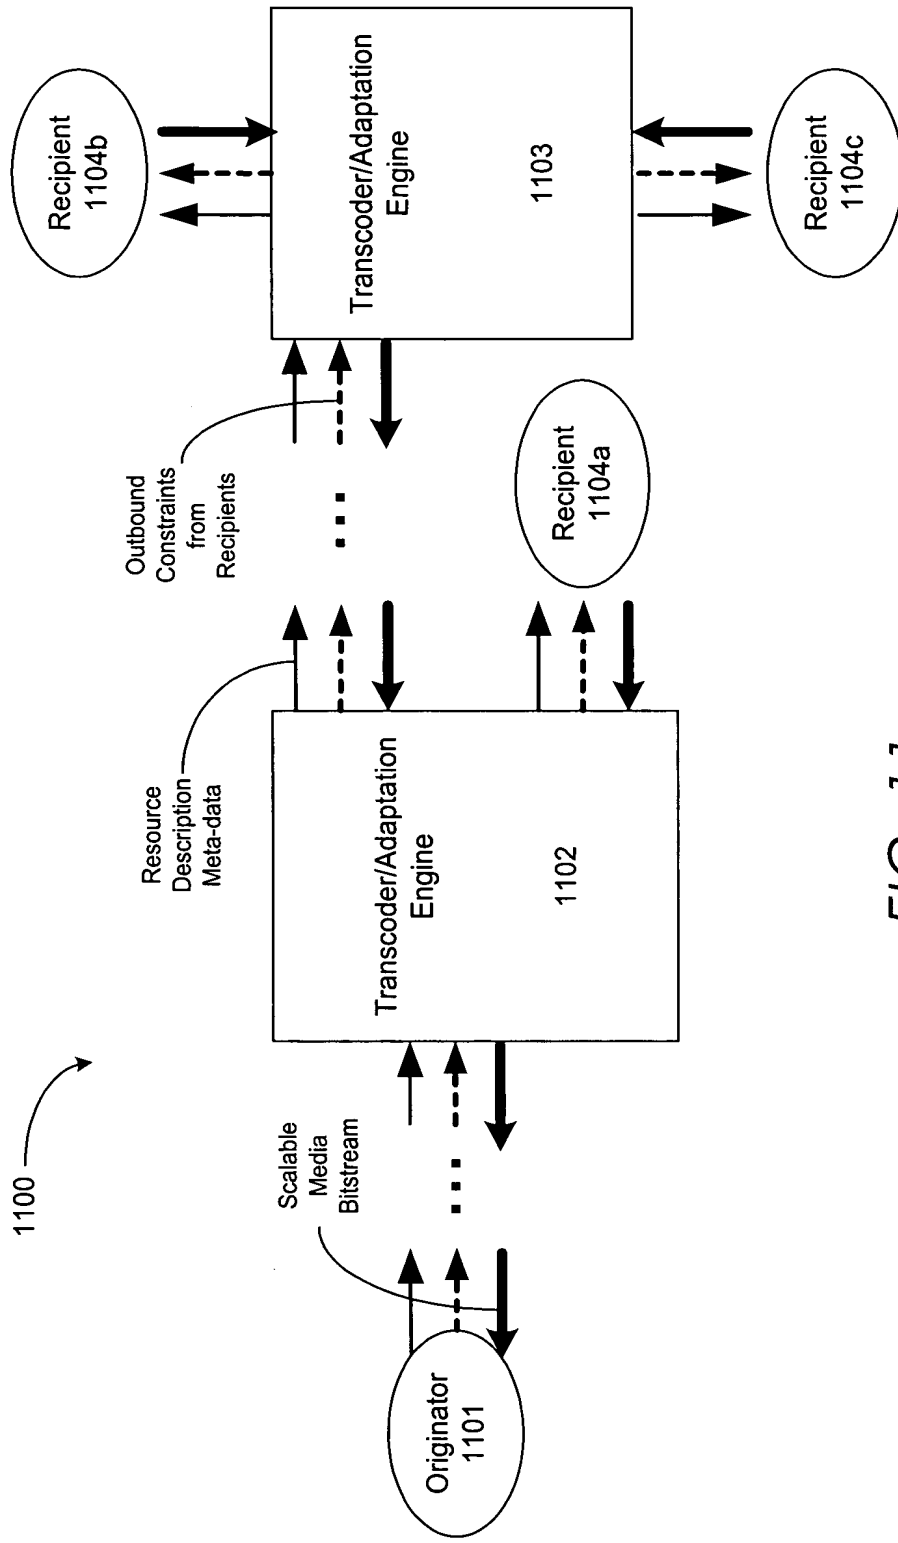 1100
Originator
1101
Scalable
Media
Bitstream
Transcoder/Adaptation
Engine
1102
Resource
Description
Meta-data
Outbound
Constraints
from
Recipients
Recipient
1104a
Transcoder/Adaptation
Engine
1103
Recipient
1104b
Recipient
1104c
FIG. 11